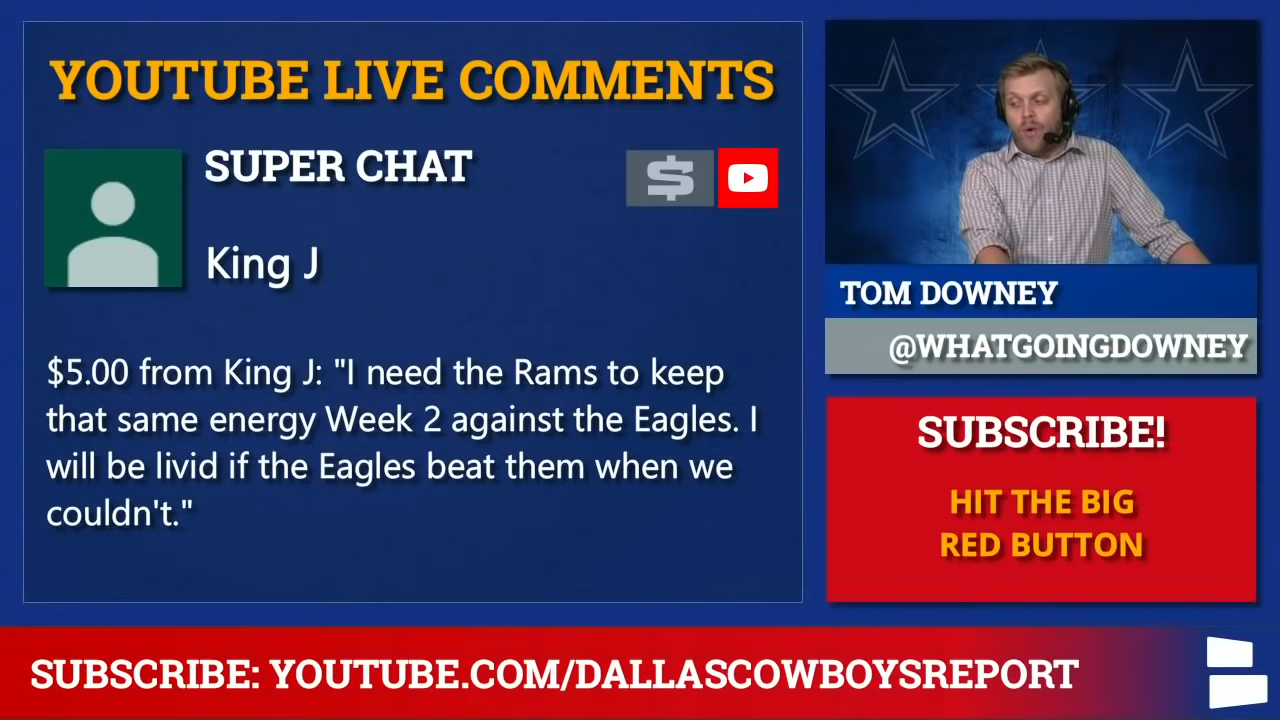 YOUTUBE LIVE COMMENTS
SUPER CHAT
$
King J
$5.00 from King J: "I need the Rams to keep
that same energy Week 2 against the Eagles. I
will be livid if the Eagles beat them when we
couldn't."
TOM DOWNEY
@WHATGOINGDOWNEY
SUBSCRIBE!
HIT THE BIG
RED BUTTON
SUBSCRIBE: YOUTUBE.COM/DALLASCOWBOYSREPORT